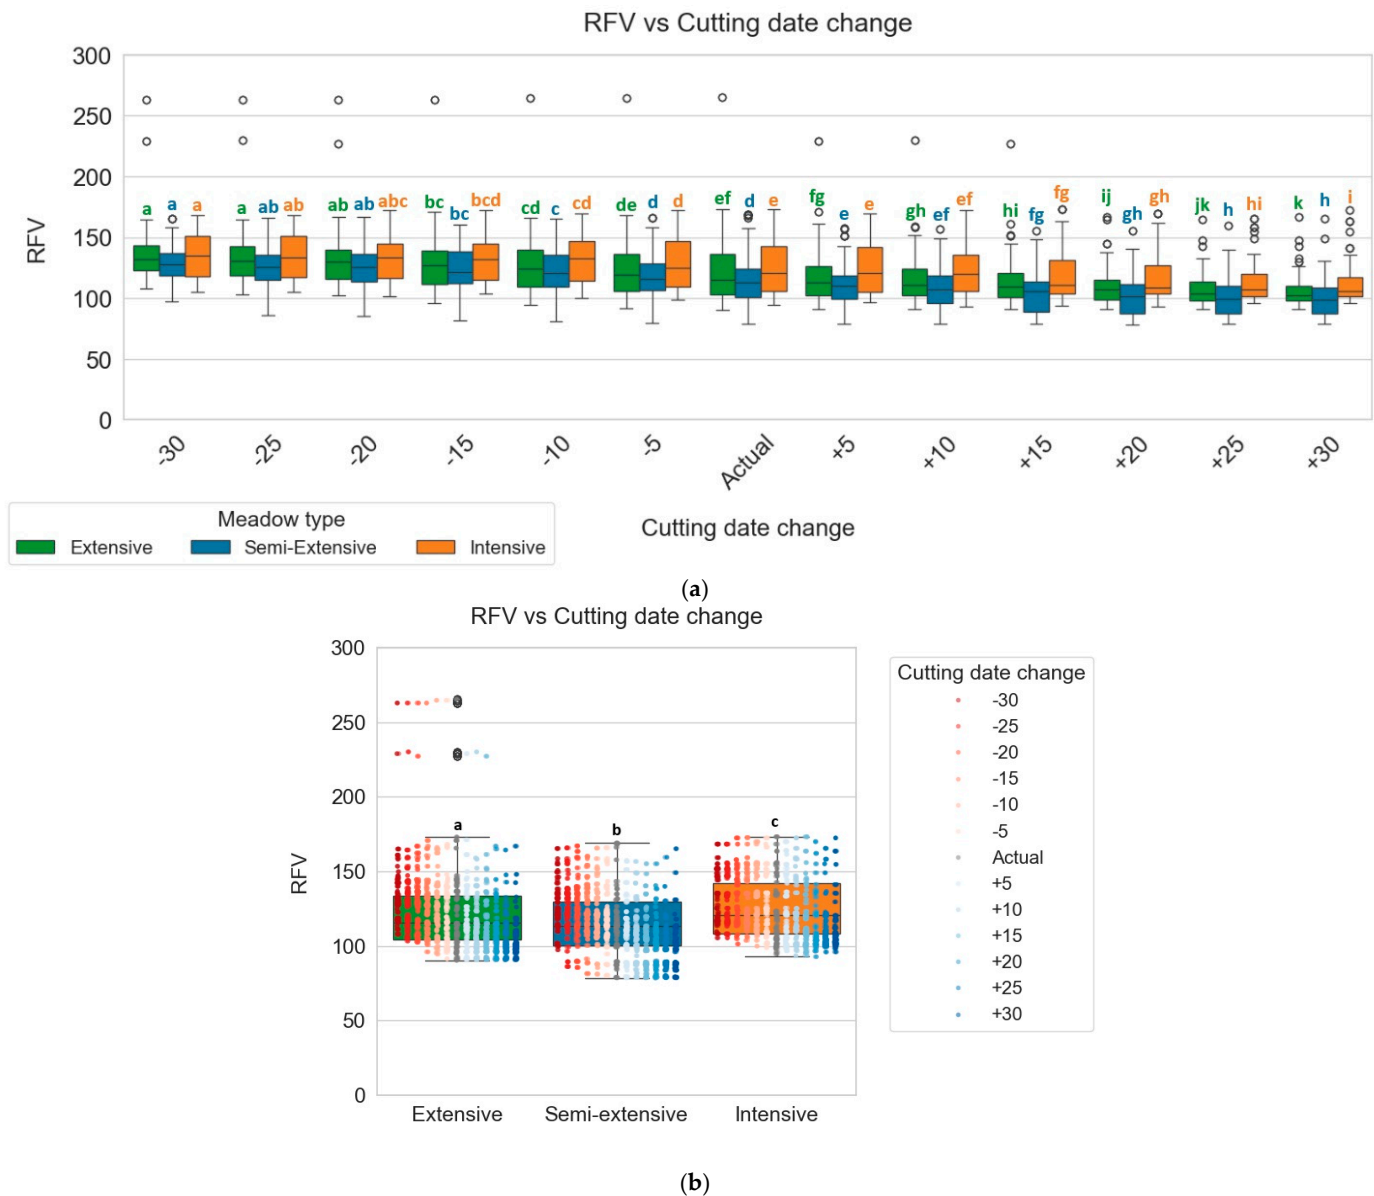 RFV vs Cutting date change
300
250
200
150
100
50
0
RFV
a a a
a ab ab
ab ab abc
bc bc bcd
cd c cd
de d d
ef d e
fg e e
gh ef ef
hi fg fg
ij gh gh
jk h hi
k h i
-30 -25 -20 -15 -10 -5 Actual +5 +10 +15 +20 +25 +30
Cutting date change
Meadow type
Extensive Semi-Extensive Intensive
(a)
RFV vs Cutting date change
300
250
200
150
100
50
0
RFV
a b c
Extensive Semi-extensive Intensive
Cutting date change
-30
-25
-20
-15
-10
-5
Actual
+5
+10
+15
+20
+25
+30
(b)